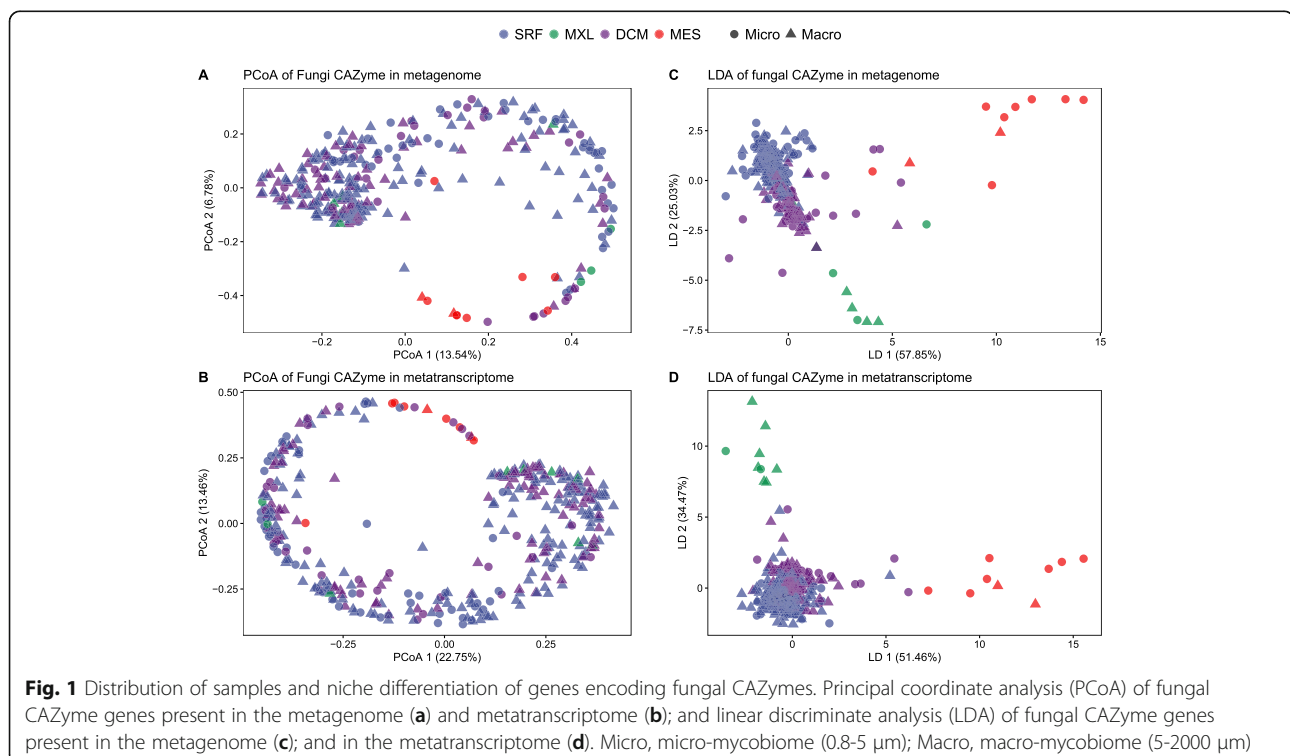 SRF MXL DCM MES Micro Macro
A PCoA of Fungi CAZyme in metagenome
0.2
0.0
−0.2
−0.4
PCoA 2 (6.78%)
−0.2 0.0 0.2 0.4
PCoA 1 (13.54%)
C LDA of fungal CAZyme in metagenome
2.5
0.0
−2.5
−5.0
−7.5
LD 2 (25.03%)
0 5 10 15
LD 1 (57.85%)
B PCoA of Fungi CAZyme in metatranscriptome
0.50
0.25
0.00
−0.25
PCoA 2 (13.46%)
−0.25 0.00 0.25
PCoA 1 (22.75%)
D LDA of fungal CAZyme in metatranscriptome
10
5
0
LD 2 (34.47%)
0 5 10 15
LD 1 (51.46%)
Fig. 1 Distribution of samples and niche differentiation of genes encoding fungal CAZymes. Principal coordinate analysis (PCoA) of fungal
CAZyme genes present in the metagenome (a) and metatranscriptome (b); and linear discriminate analysis (LDA) of fungal CAZyme genes
present in the metagenome (c); and in the metatranscriptome (d). Micro, micro-mycobiome (0.8-5 μm); Macro, macro-mycobiome (5-2000 μm)